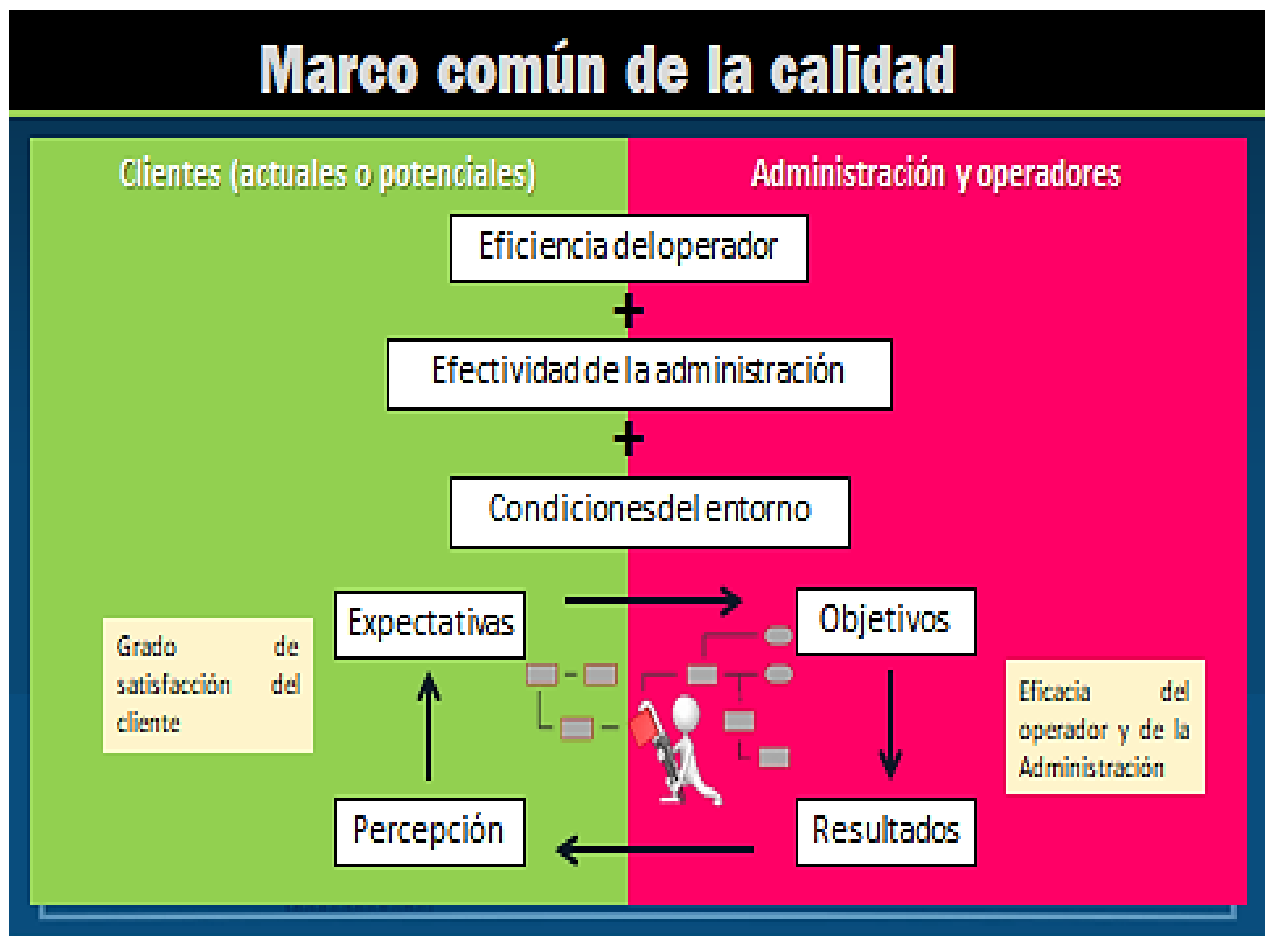 Marco común de la calidad
Clientes (actuales o potenciales)
Administración y operadores
Eficiencia del operador
+
Efectividad de la administración
+
Condiciones del entorno
Expectativas
Objetivos
Grado de
satisfacción del
cliente
Eficacia del
operador y de la
Administración
Percepción
Resultados